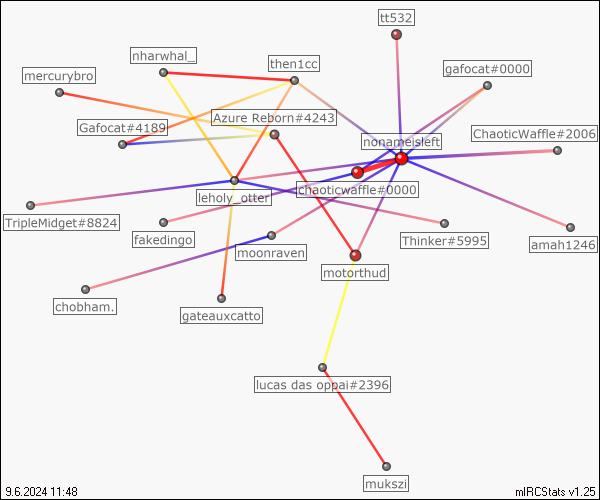 tt532
nharwhal_
then1cc
mercurybro
gafocat#0000
Gafocat#4189
Azure Reborn#4243
nonameisleft
ChaoticWaffle#2006
chaoticwaffle#0000
leholy_otter
TripleMidget#8824
fakedingo
Thinker#5995
amah1246
moonraven
motorthud
chobham.
gateauxcatto
lucas das oppai#2396
mukszi
9.6.2024 11:48
mIRCStats v1.25